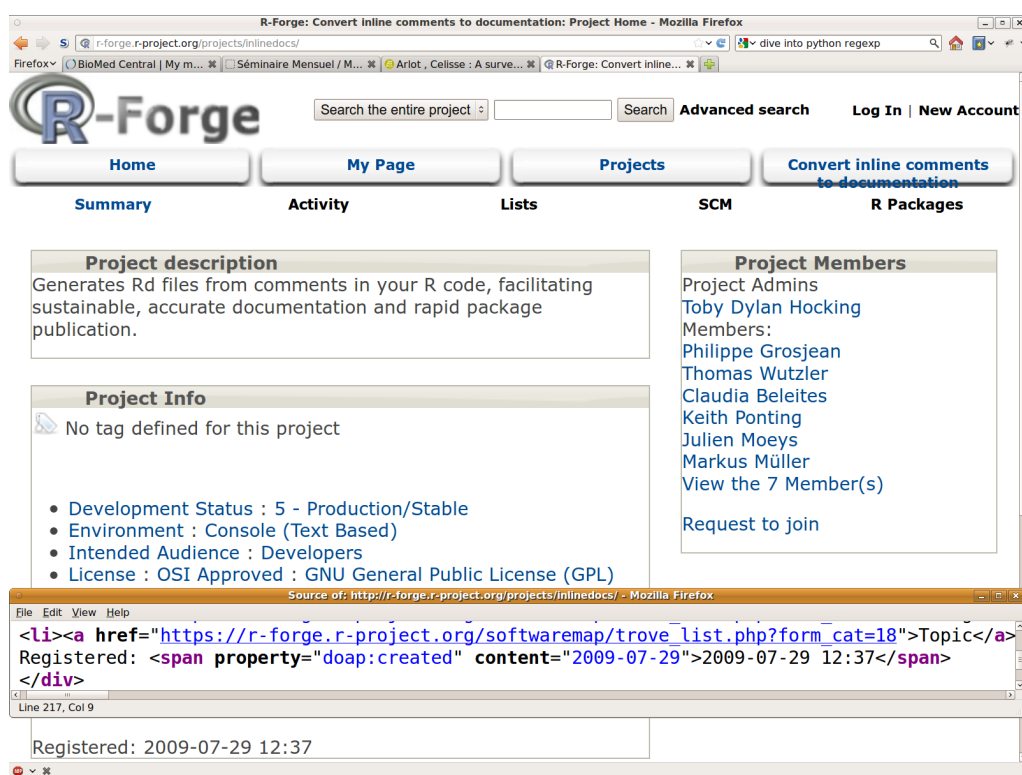 R-Forge: Convert inline comments to documentation: Project Home - Mozilla Firefox
r-forge.r-project.org/projects/inlinedocs/
dive into python regexp
Firefox
BioMed Central | My m...
Séminaire Mensuel / M...
Arlot , Celisse : A surve...
R-Forge: Convert inline...
R-Forge
Search the entire project
Search
Advanced search
Log In | New Account
Home
My Page
Projects
Convert inline comments
to documentation
Summary
Activity
Lists
SCM
R Packages
Project description
Generates Rd files from comments in your R code, facilitating
sustainable, accurate documentation and rapid package
publication.
Project Info
No tag defined for this project
Development Status : 5 - Production/Stable
Environment : Console (Text Based)
Intended Audience : Developers
License : OSI Approved : GNU General Public License (GPL)
Project Members
Project Admins
Toby Dylan Hocking
Members:
Philippe Grosjean
Thomas Wutzler
Claudia Beleites
Keith Ponting
Julien Moeys
Markus Müller
View the 7 Member(s)
Request to join
Source of: http://r-forge.r-project.org/projects/inlinedocs/ - Mozilla Firefox
File Edit View Help
<li><a href="https://r-forge.r-project.org/softwaremap/trove_list.php?form_cat=18">Topic</a>
Registered: <span property="doap:created" content="2009-07-29">2009-07-29 12:37</span>
</div>
Line 217, Col 9
Registered: 2009-07-29 12:37